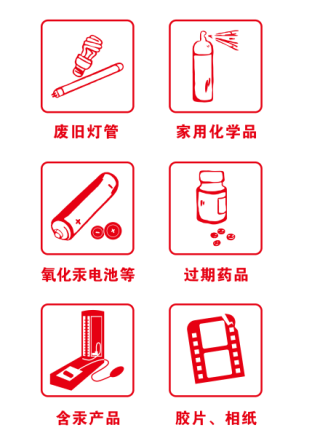 废旧灯管
家用化学品
氧化汞电池等
过期药品
含汞产品
胶片、相纸